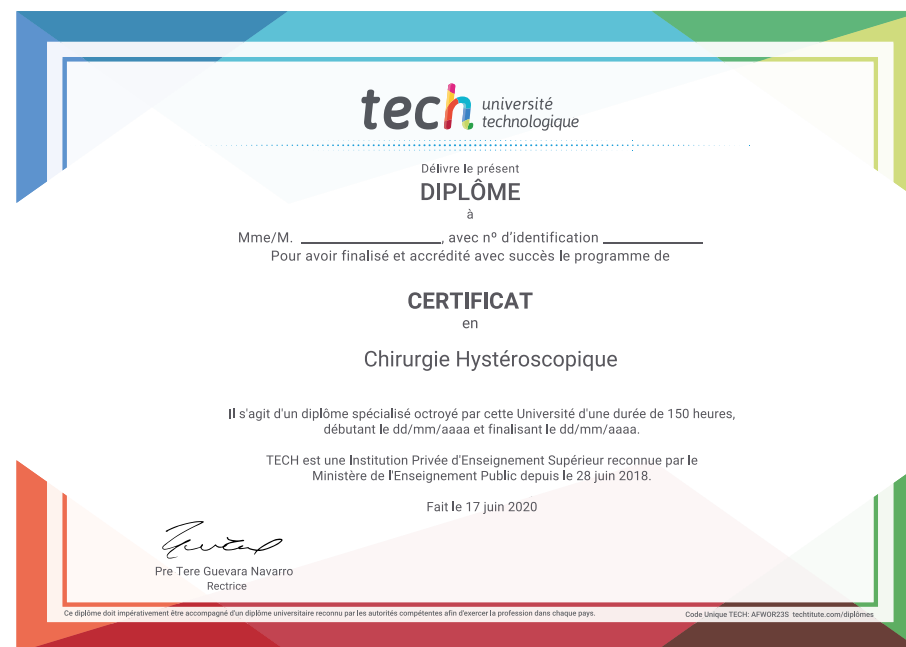 tech université
technologique
Délivre le présent
DIPLÔME
à
Mme/M. ____________________, avec nº d'identification ______________
Pour avoir finalisé et accrédité avec succès le programme de
CERTIFICAT
en
Chirurgie Hystéroscopique
Il s'agit d'un diplôme spécialisé octroyé par cette Université d'une durée de 150 heures,
débutant le dd/mm/aaaa et finalisant le dd/mm/aaaa.
TECH est une Institution Privée d'Enseignement Supérieur reconnue par le
Ministère de l'Enseignement Public depuis le 28 juin 2018.
Fait le 17 juin 2020
Pre Tere Guevara Navarro
Rectrice
Ce diplôme doit impérativement être accompagné d'un diplôme universitaire reconnu par les autorités compétentes afin d'exercer la profession dans chaque pays.
Code Unique TECH: AFWOR23S techtitute.com/diplômes